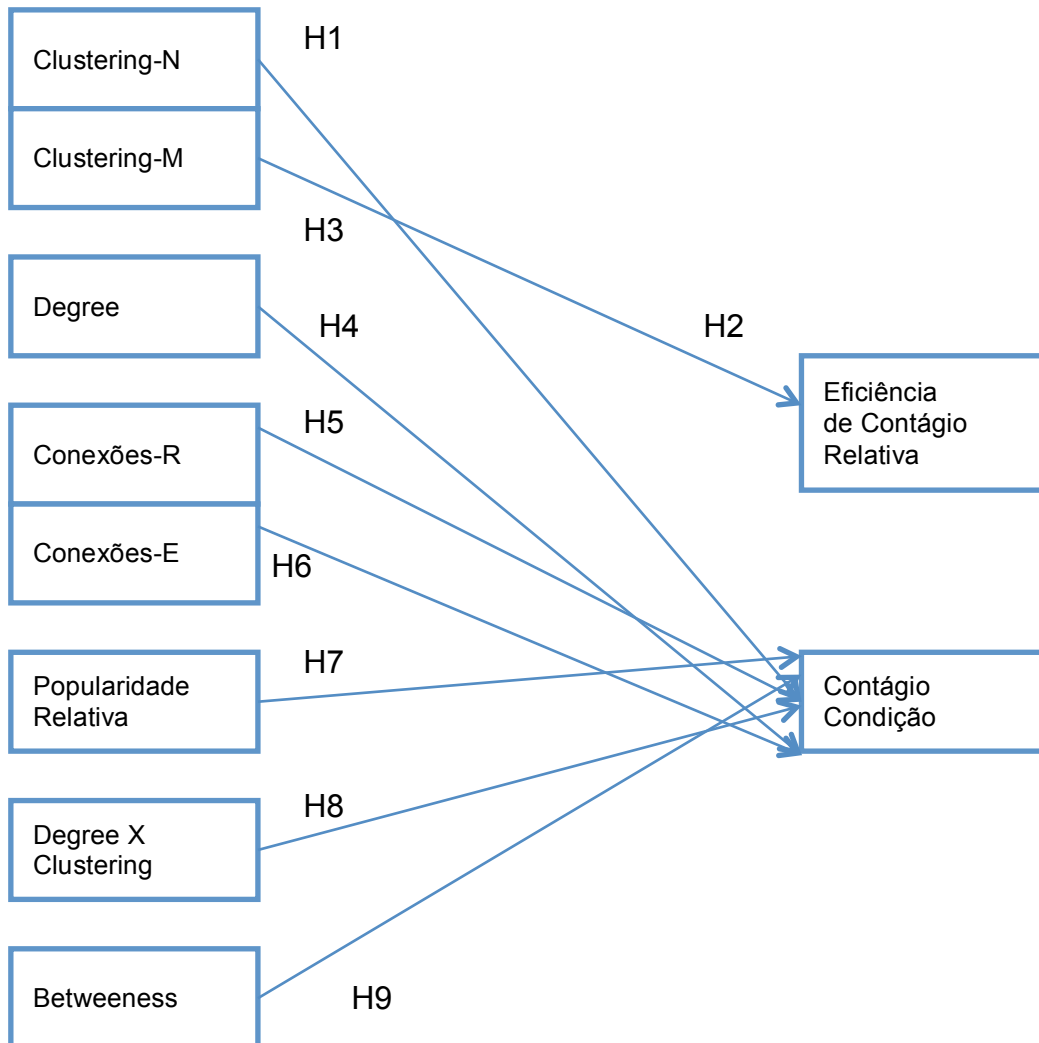 H1
Clustering-N
Clustering-M
H3
Degree
H4
H2
Eficiência
de Contágio
Relativa
H5
Conexões-R
Conexões-E
H6
H7
Popularidade
Relativa
Contágio
Condição
H8
Degree X
Clustering
Betweeness
H9